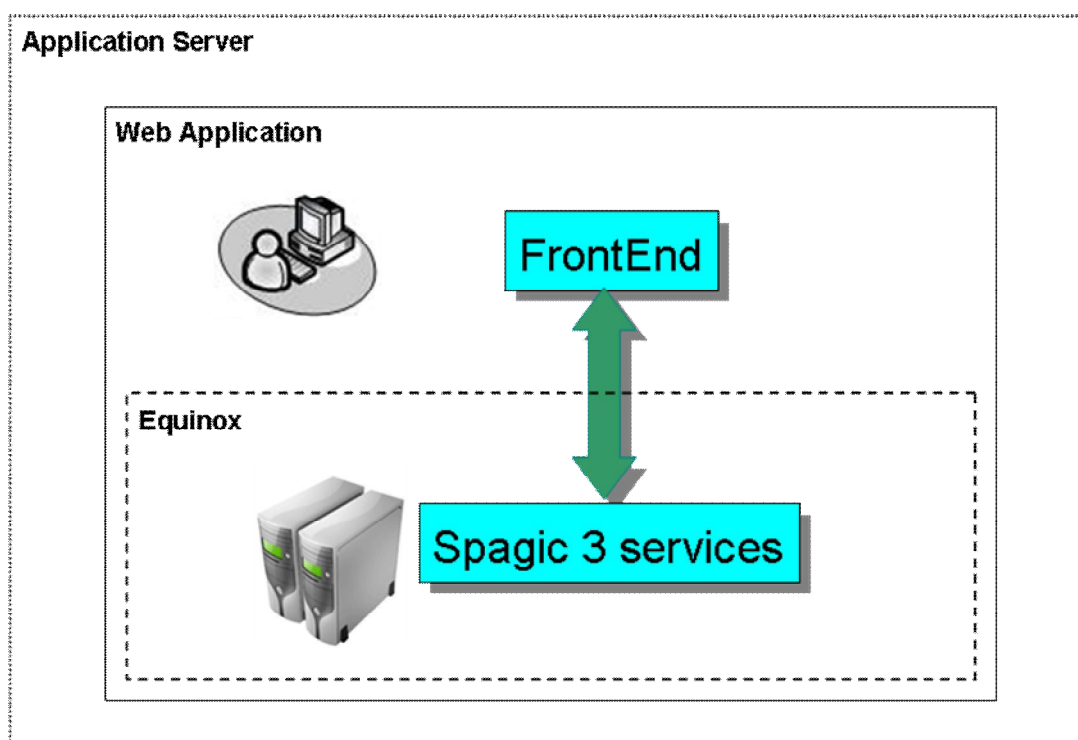 Application Server
Web Application
FrontEnd
Equinox
Spagic 3 services